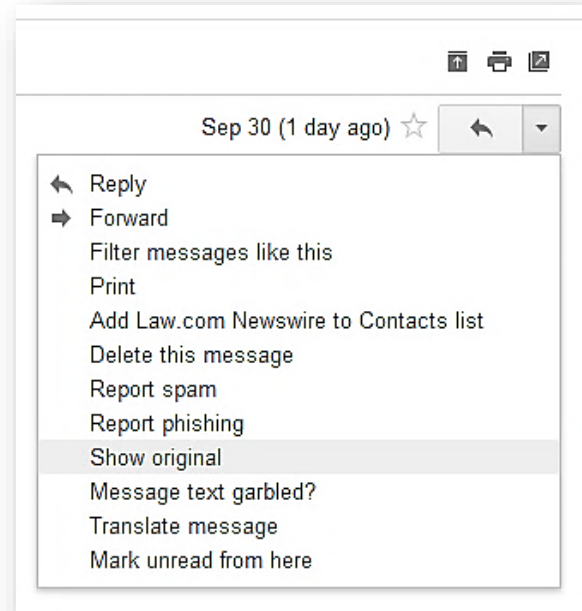 Sep 30 (1 day ago)
Reply
Forward
Filter messages like this
Print
Add Law.com Newswire to Contacts list
Delete this message
Report spam
Report phishing
Show original
Message text garbled?
Translate message
Mark unread from here